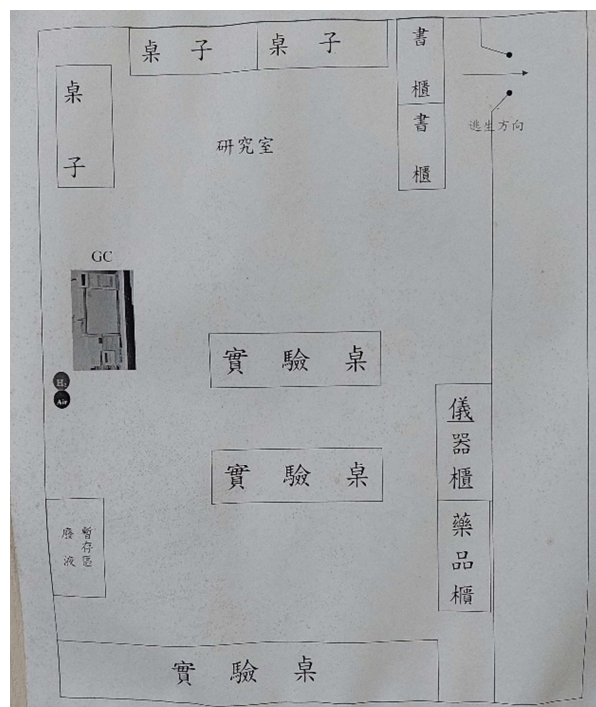 桌子
桌子
書櫃
桌子
書櫃
逃生方向
研究室
GC
實驗桌
H₂
Air
儀器櫃
實驗桌
藥品櫃
廢液
暫存區
實驗桌